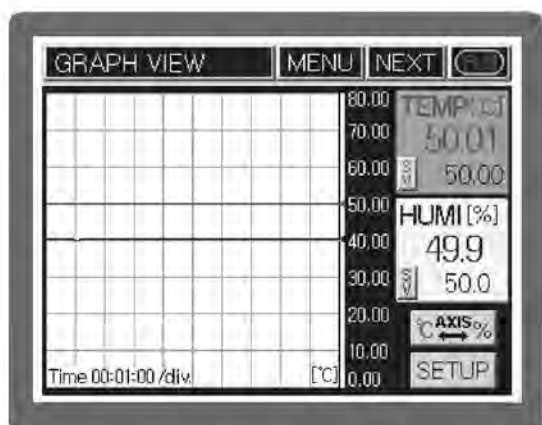 GRAPH VIEW MENU NEXT
80.00
70.00
60.00
50.00
40.00
30.00
20.00
10.00
0.00
Time 00:01:00 /div.
[℃]
TEMP[℃]
50.01
SV 50.00
HUMI [%]
49.9
SV 50.0
℃ AXIS %
SETUP